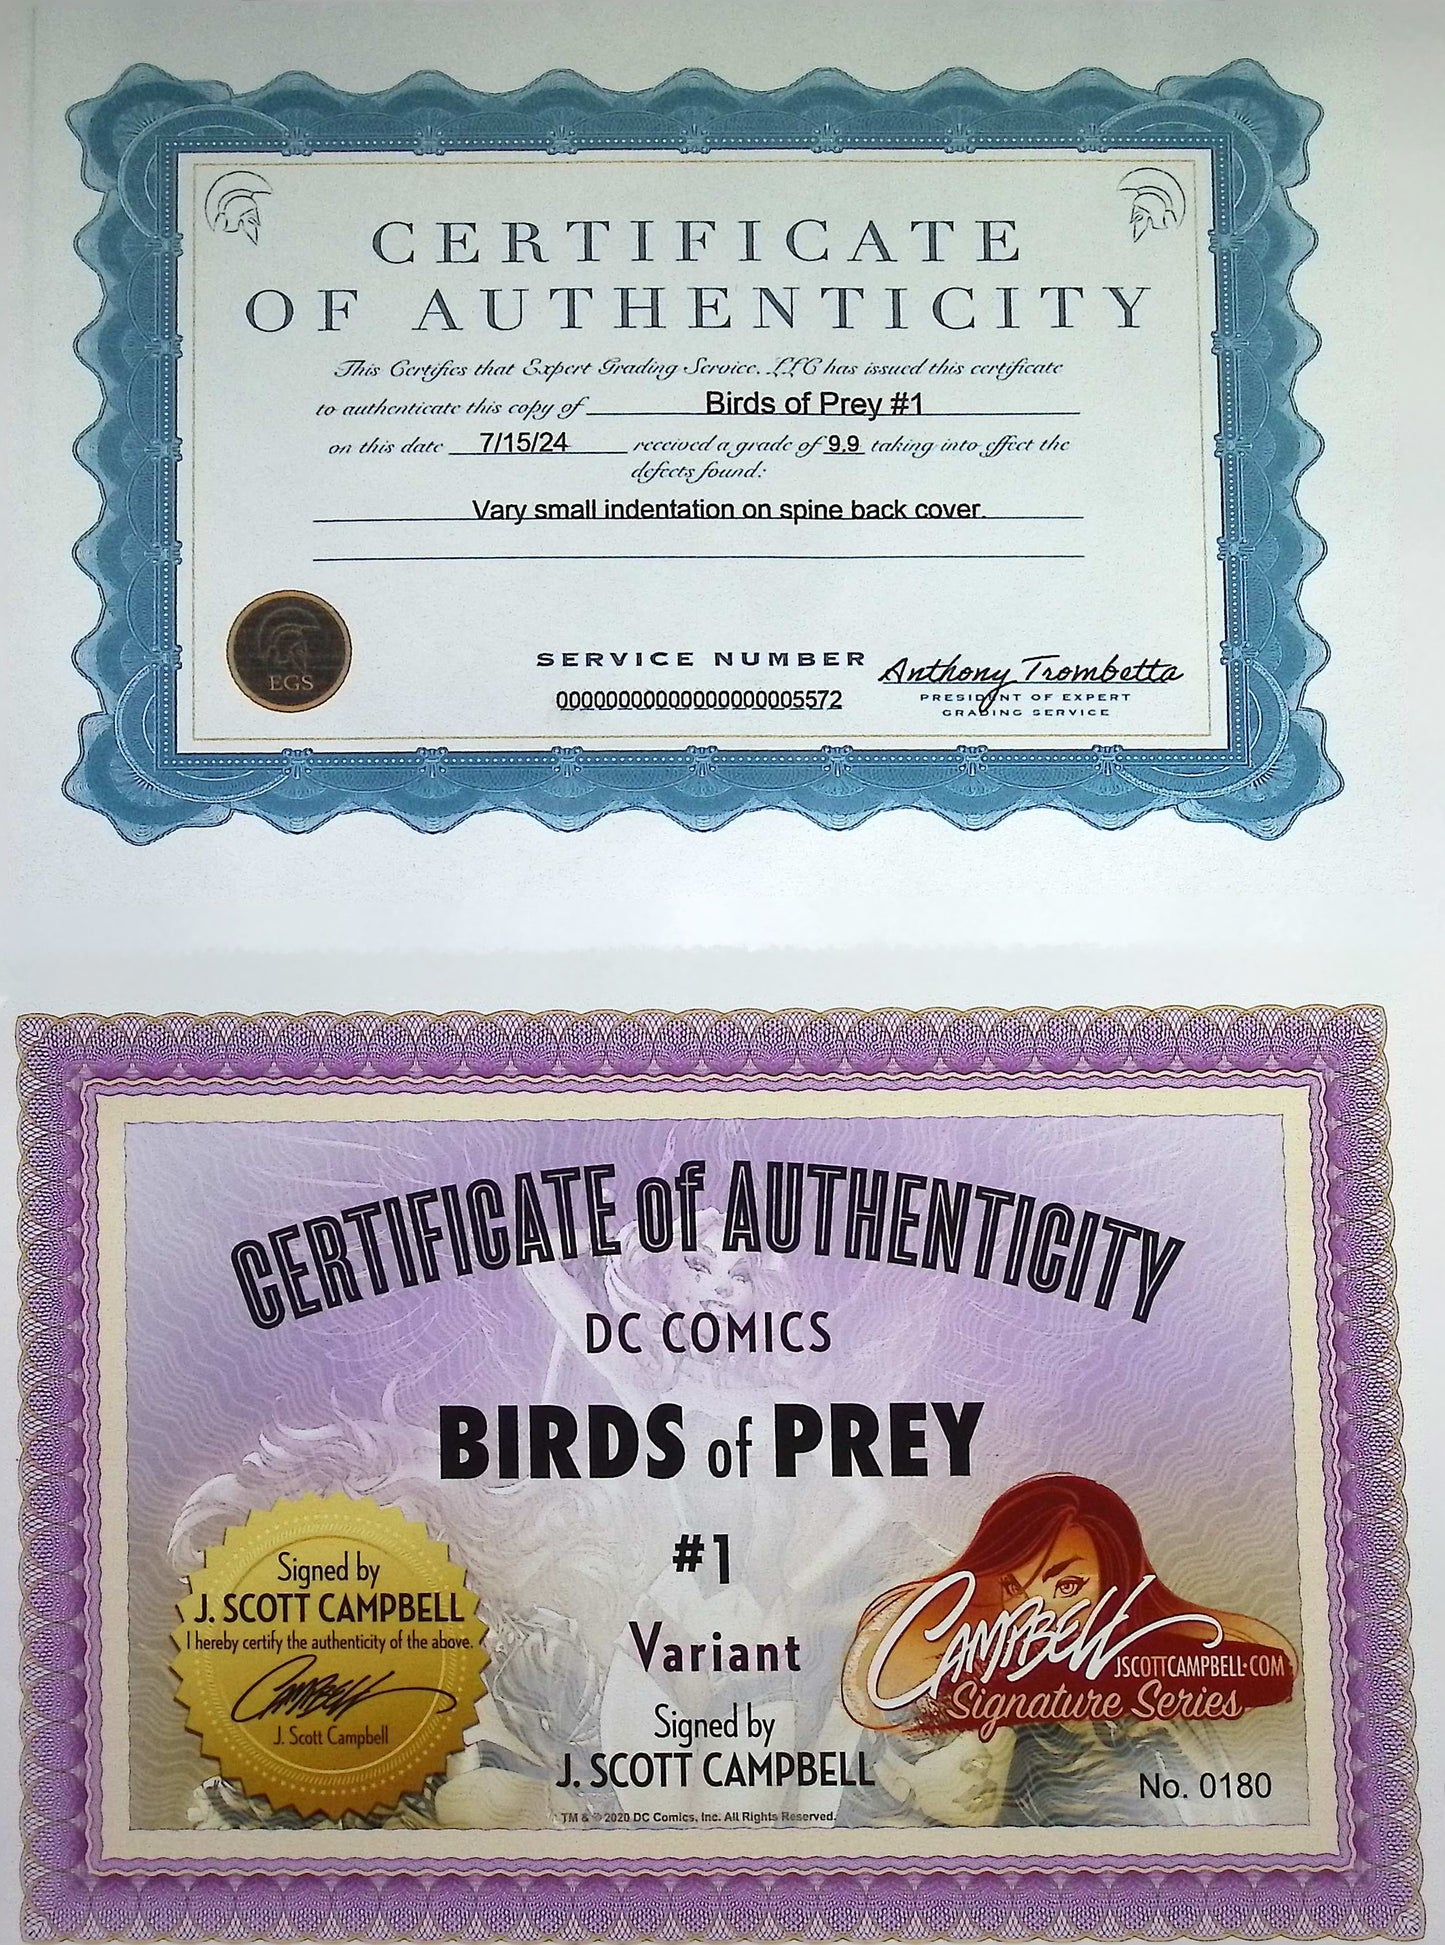 CERTIFICATE
OF AUTHENTICITY
This Certifies that Expert Grading Service, LLC has issued this certificate
to authenticate this copy of Birds of Prey #1
on this date 7/15/24 received a grade of 9.9 taking into effect the
defects found:
Vary small indentation on spine back cover.
EGS
SERVICE NUMBER
00000000000000000000005572
Anthony Trombetta
PRESIDENT OF EXPERT
GRADING SERVICE
CERTIFICATE of AUTHENTICITY
DC COMICS
BIRDS of PREY
#1
Variant
Signed by
J. SCOTT CAMPBELL
TM & © 2020 DC Comics, Inc. All Rights Reserved.
Signed by
J. SCOTT CAMPBELL
I hereby certify the authenticity of the above.
CAMPBELL
J. Scott Campbell
CAMPBELL
JSCOTTCAMPBELL•COM
Signature Series
No. 0180